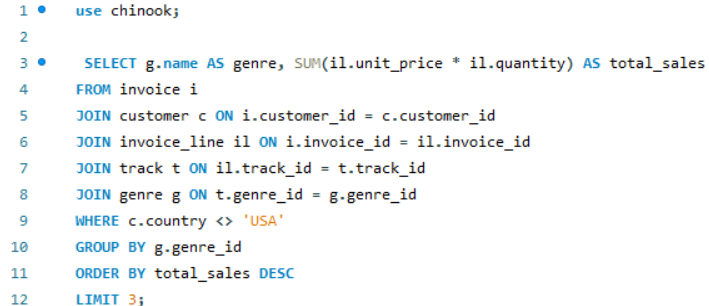 1 use chinook;
2
3 SELECT g.name AS genre, SUM(il.unit_price * il.quantity) AS total_sales
4 FROM invoice i
5 JOIN customer c ON i.customer_id = c.customer_id
6 JOIN invoice_line il ON i.invoice_id = il.invoice_id
7 JOIN track t ON il.track_id = t.track_id
8 JOIN genre g ON t.genre_id = g.genre_id
9 WHERE c.country <> 'USA'
10 GROUP BY g.genre_id
11 ORDER BY total_sales DESC
12 LIMIT 3;